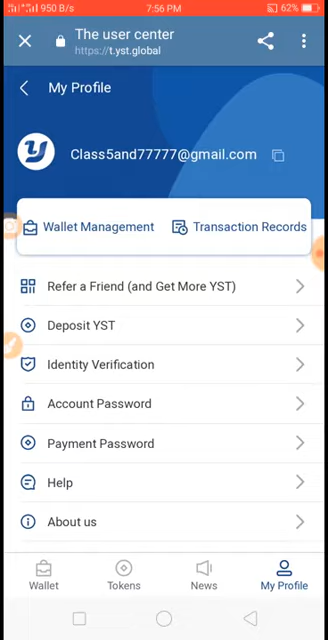 950 B/s 7:56 PM 62%
The user center
https://t.yst.global
My Profile
Class5and77777@gmail.com
Wallet Management Transaction Records
Refer a Friend (and Get More YST)
Deposit YST
Identity Verification
Account Password
Payment Password
Help
About us
Wallet Tokens News My Profile